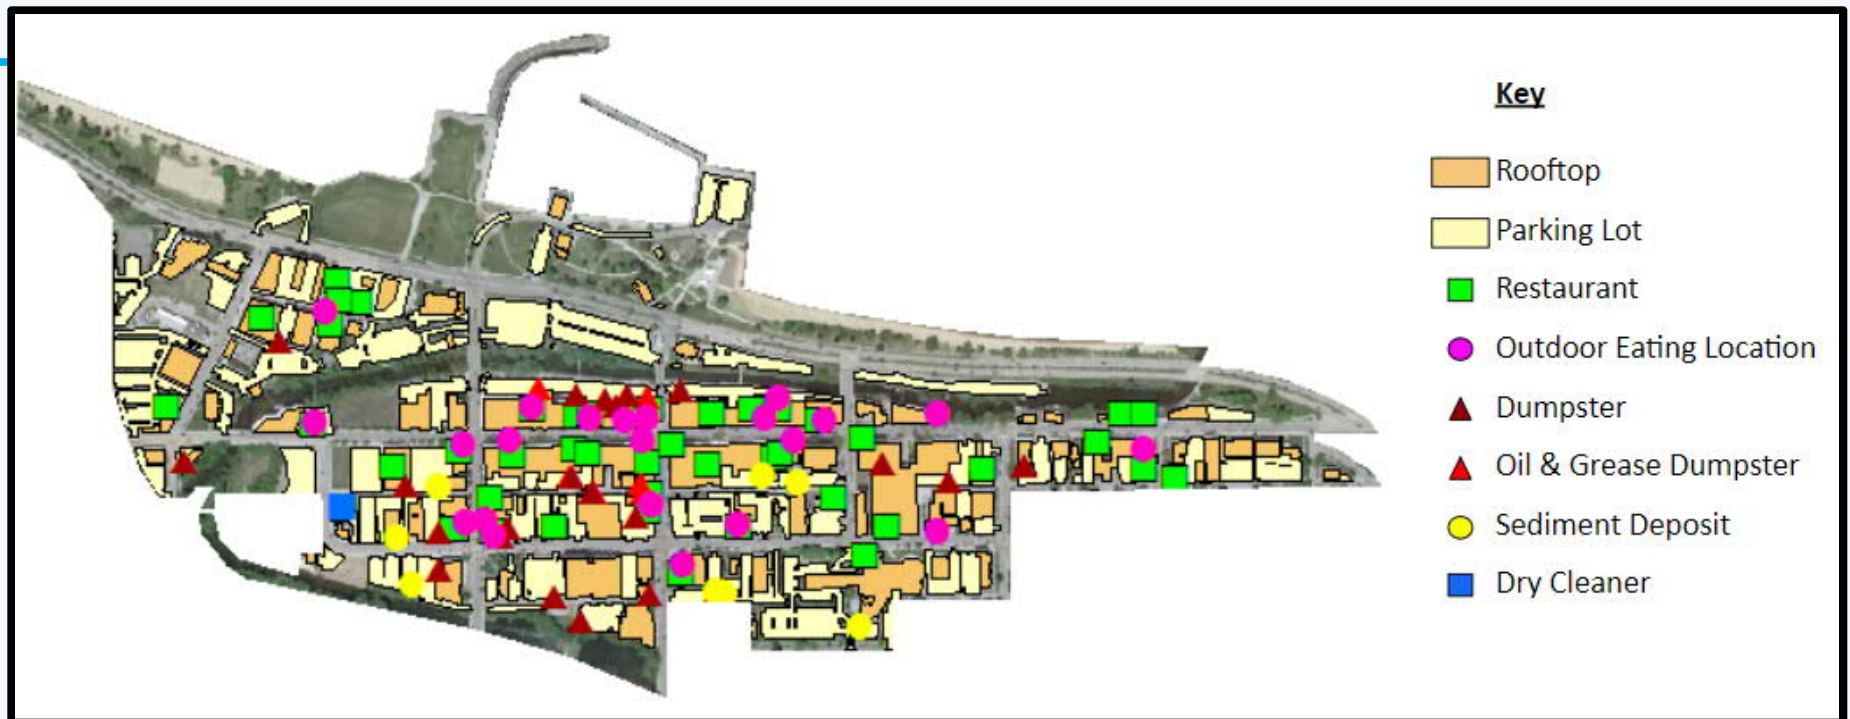 Key
Rooftop
Parking Lot
Restaurant
Outdoor Eating Location
Dumpster
Oil & Grease Dumpster
Sediment Deposit
Dry Cleaner